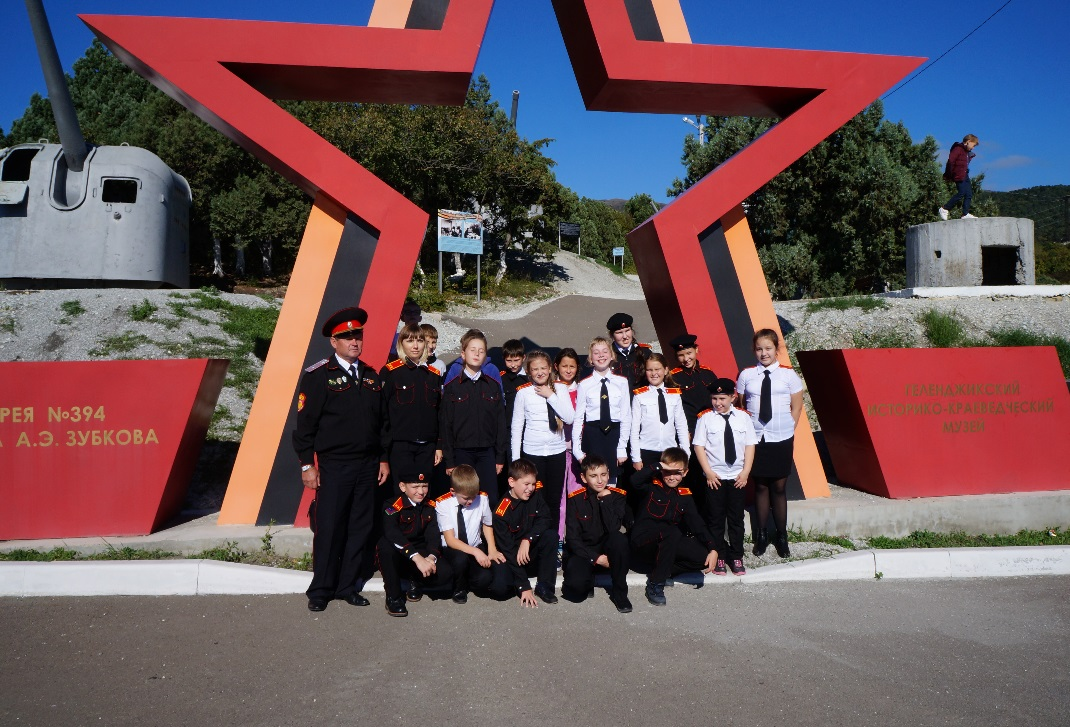 РЕЯ №394
А А.Э. ЗУБКОВА
ГЕЛЕНДЖИКСКИЙ
ИСТОРИКО-КРАЕВЕДЧЕСКИЙ
МУЗЕЙ